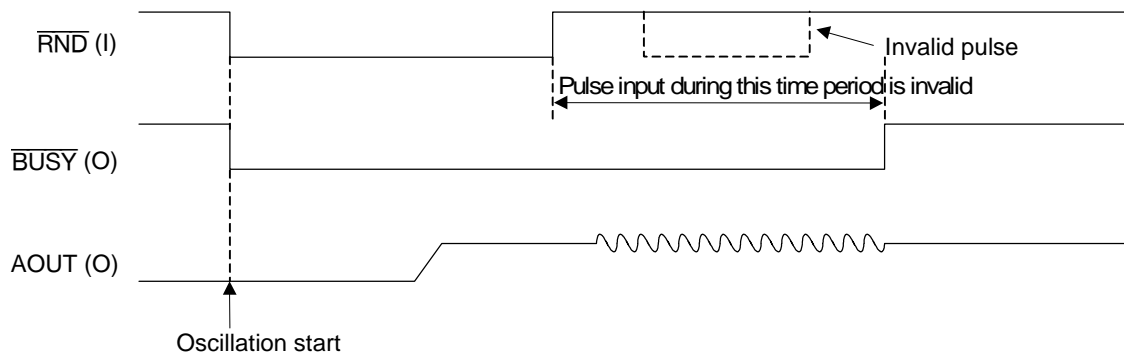 RND (I)
Invalid pulse
Pulse input during this time period is invalid
BUSY (O)
AOUT (O)
Oscillation start